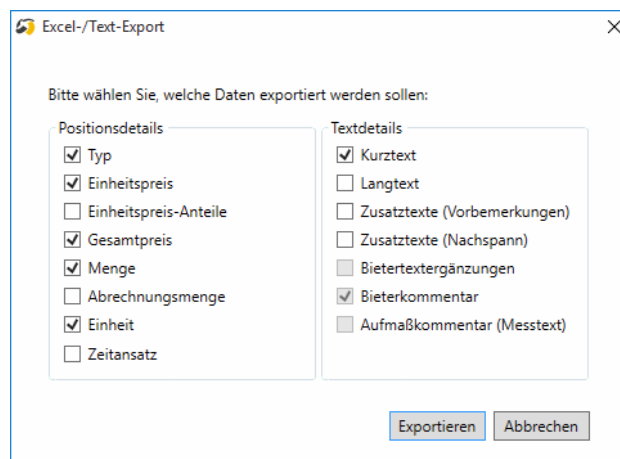 Excel-/Text-Export
Bitte wählen Sie, welche Daten exportiert werden sollen:
Positionsdetails
Typ
Einheitspreis
Einheitspreis-Anteile
Gesamtpreis
Menge
Abrechnungsmenge
Einheit
Zeitansatz
Textdetails
Kurztext
Langtext
Zusatztexte (Vorbemerkungen)
Zusatztexte (Nachspann)
Bietertextergänzungen
Bieterkommentar
Aufmaßkommentar (Messtext)
Exportieren
Abbrechen